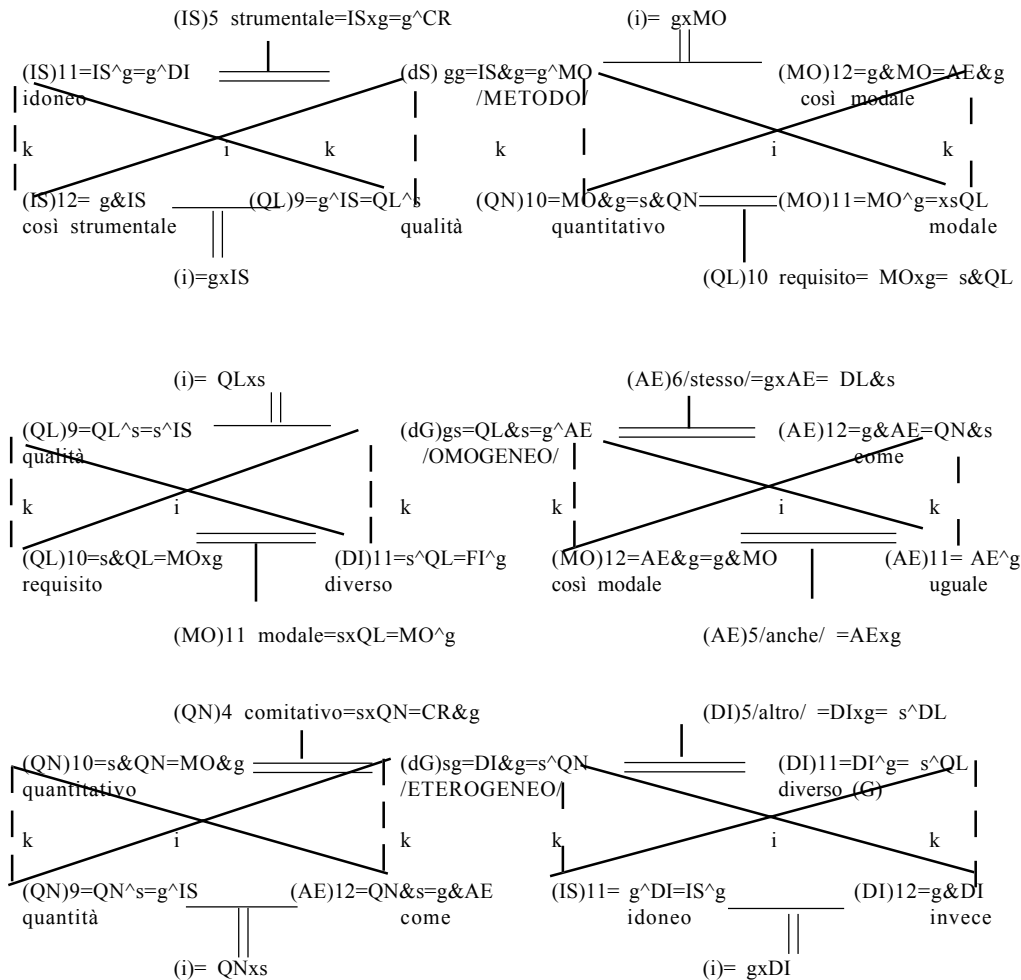 (IS)5 strumentale=ISxg=g^CR (i)= gxMO
(IS)11=IS^g=g^DI (dS) gg=IS&g=g^MO (MO)12=g&MO=AE&g
idoneo /METODO/ così modale
k i k k i k
(IS)12= g&IS (QL)9=g^IS=QL^s (QN)10=MO&g=s&QN (MO)11=MO^g=xsQL
così strumentale qualità quantitativo modale
(i)=gxIS (QL)10 requisito= MOxg= s&QL
(i)= QLxs (AE)6/stesso/=gxAE= DL&s
(QL)9=QL^s=s^IS (dG)gs=QL&s=g^AE (AE)12=g&AE=QN&s
qualità /OMOGENEO/ come
k i k k i k
(QL)10=s&QL=MOxg (DI)11=s^QL=FI^g (MO)12=AE&g=g&MO (AE)11= AE^g
requisito diverso così modale uguale
(MO)11 modale=sxQL=MO^g (AE)5/anche/ =AExg
(QN)4 comitativo=sxQN=CR&g (DI)5/altro/ =DIxg= s^DL
(QN)10=s&QN=MO&g (dG)sg=DI&g=s^QN (DI)11=DI^g= s^QL
quantitativo /ETEROGENEO/ diverso (G)
k i k k i k
(QN)9=QN^s=g^IS (AE)12=QN&s=g&AE (IS)11= g^DI=IS^g (DI)12=g&DI
quantità come idoneo invece
(i)= QNxs (i)= gxDI